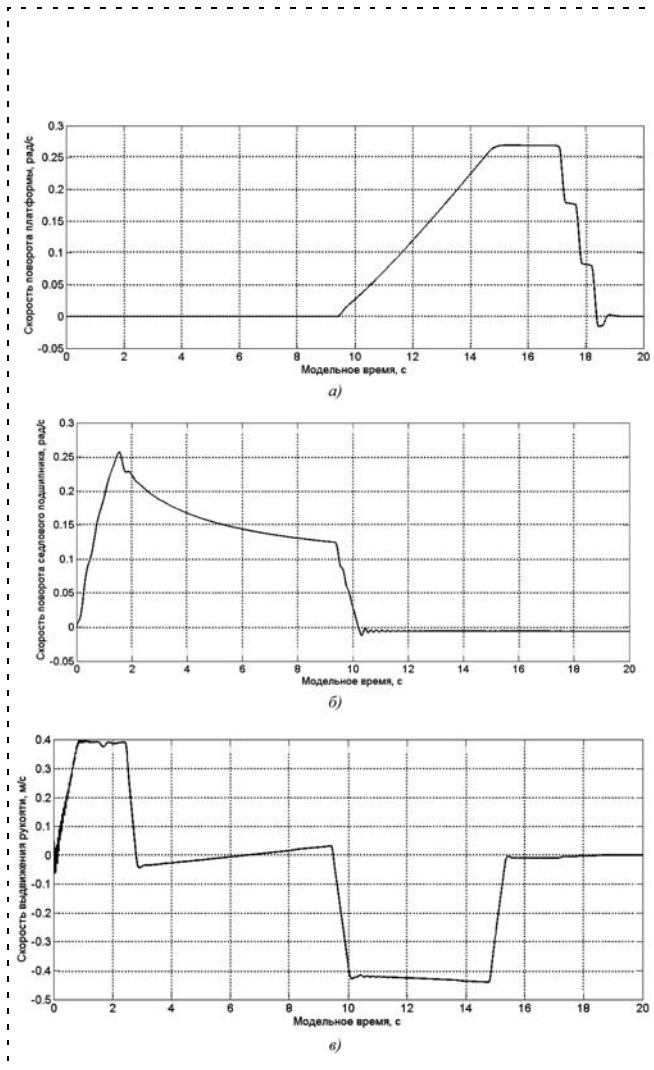 Скорость поворота платформы, рад/с
0.3
0.25
0.2
0.15
0.1
0.05
0
-0.05
0 2 4 6 8 10 12 14 16 18 20
Модельное время, с
а)
Скорость поворота седлового подшипника, рад/с
0.3
0.25
0.2
0.15
0.1
0.05
0
-0.05
0 2 4 6 8 10 12 14 16 18 20
Модельное время, с
б)
Скорость выдвижения рукояти, м/с
0.4
0.3
0.2
0.1
0
-0.1
-0.2
-0.3
-0.4
-0.5
0 2 4 6 8 10 12 14 16 18 20
Модельное время, с
в)